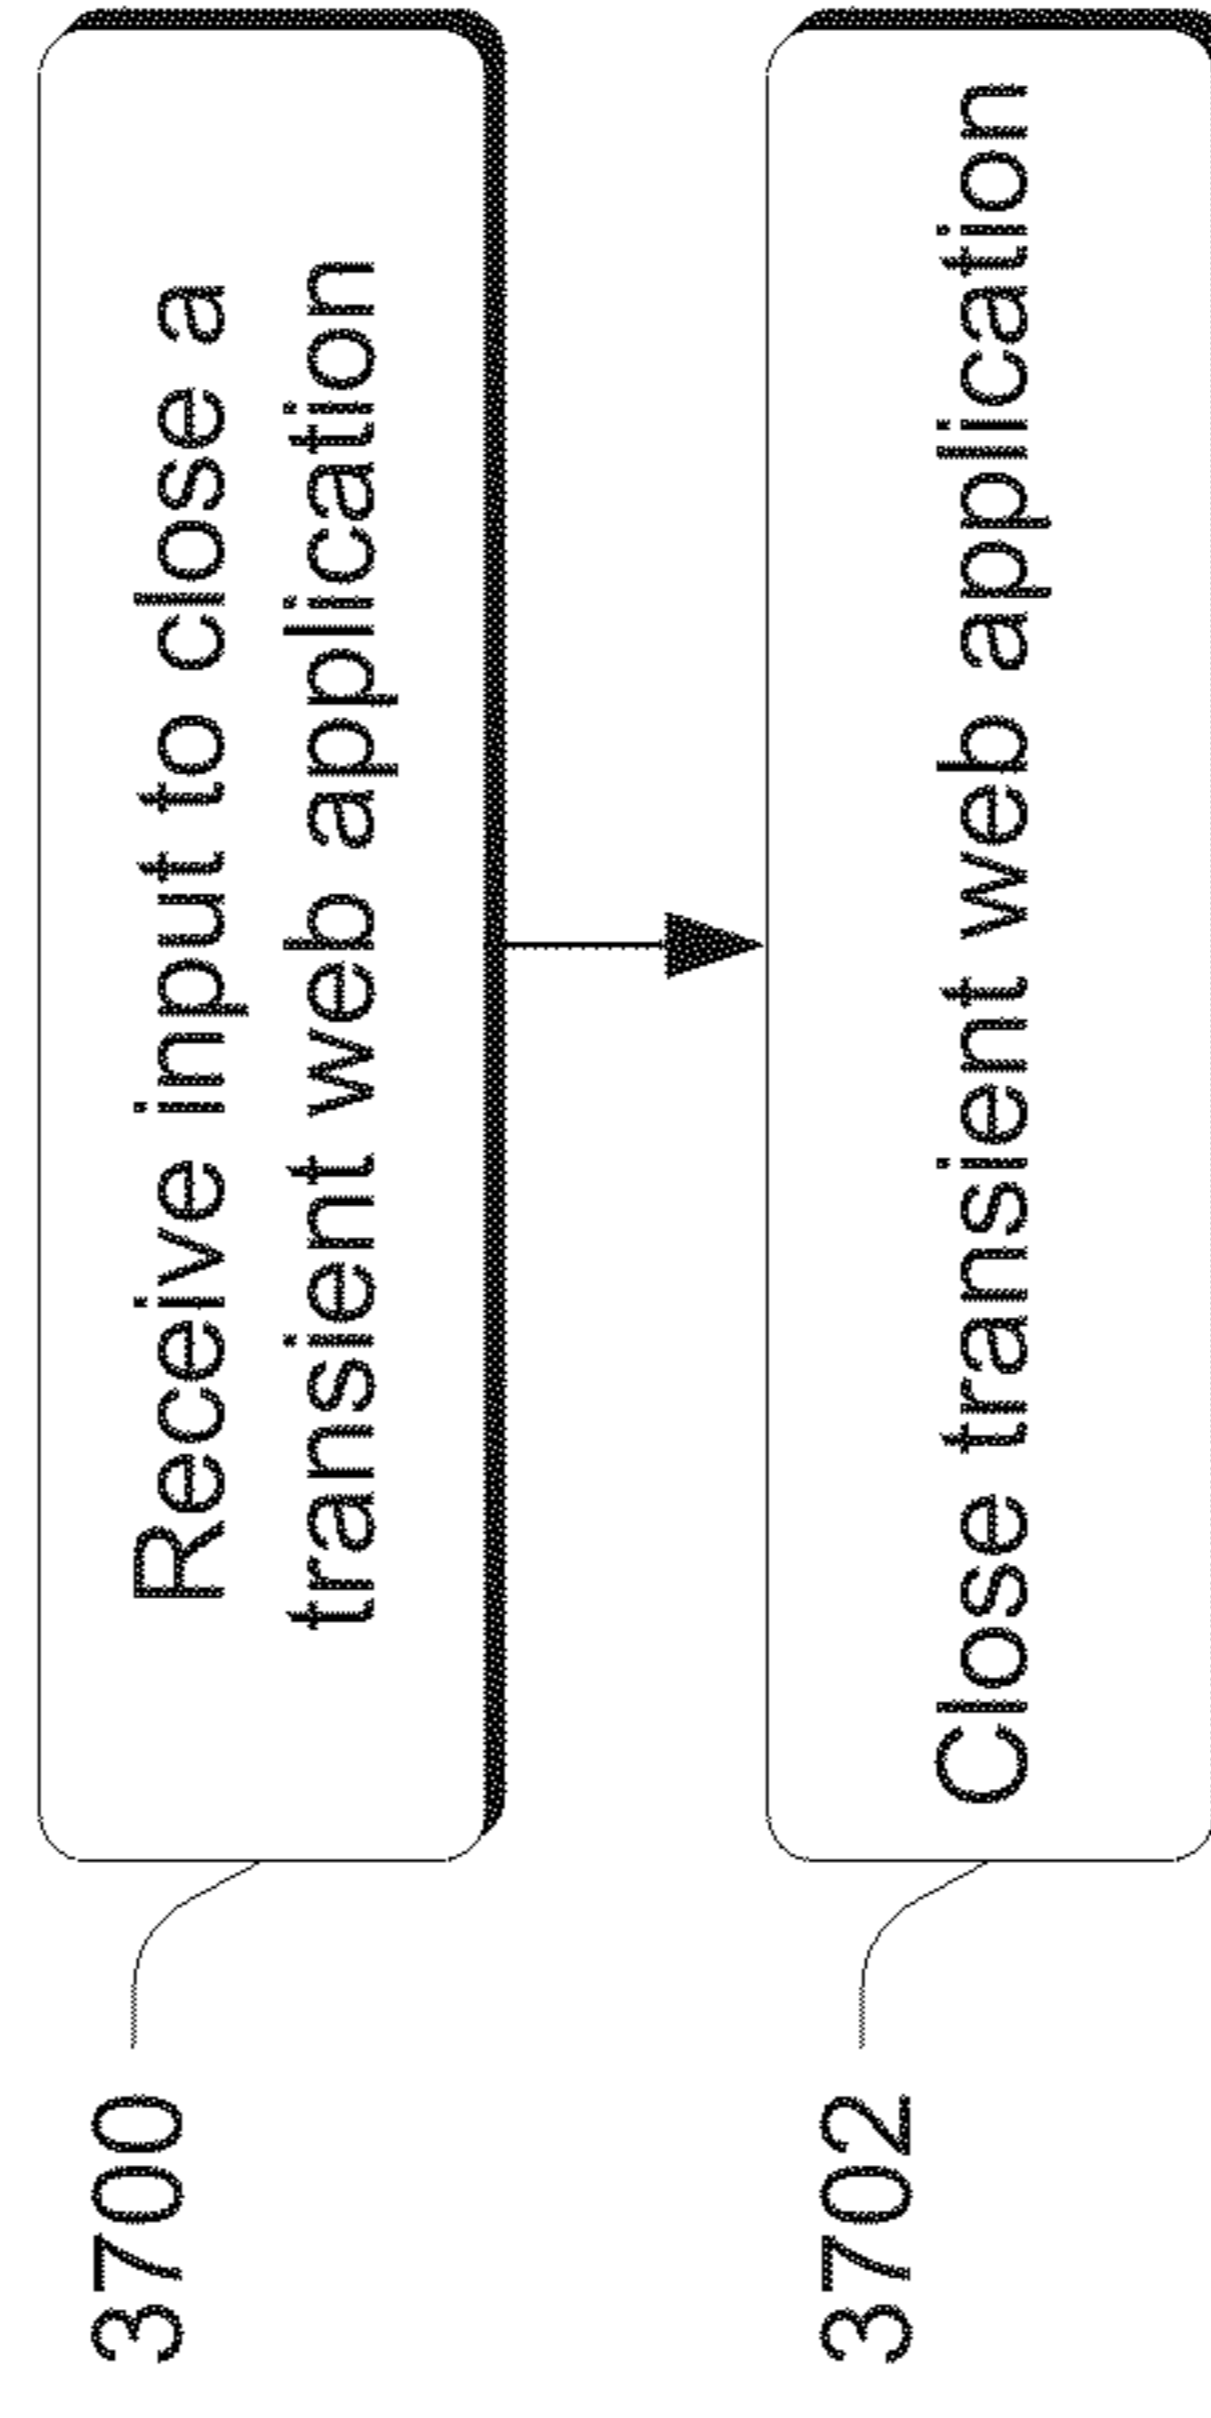 3700
Receive input to close a
transient web application
3702
Close transient web application